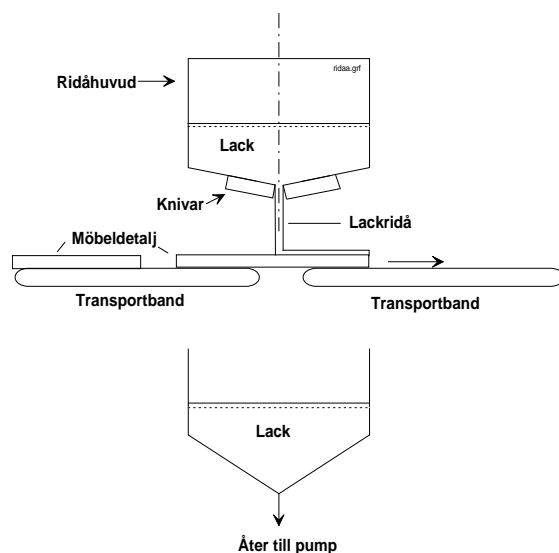 ridaa.grf
Ridåhuvud
Lack
Knivar
Lackridå
Möbeldetalj
Transportband
Transportband
Lack
Åter till pump